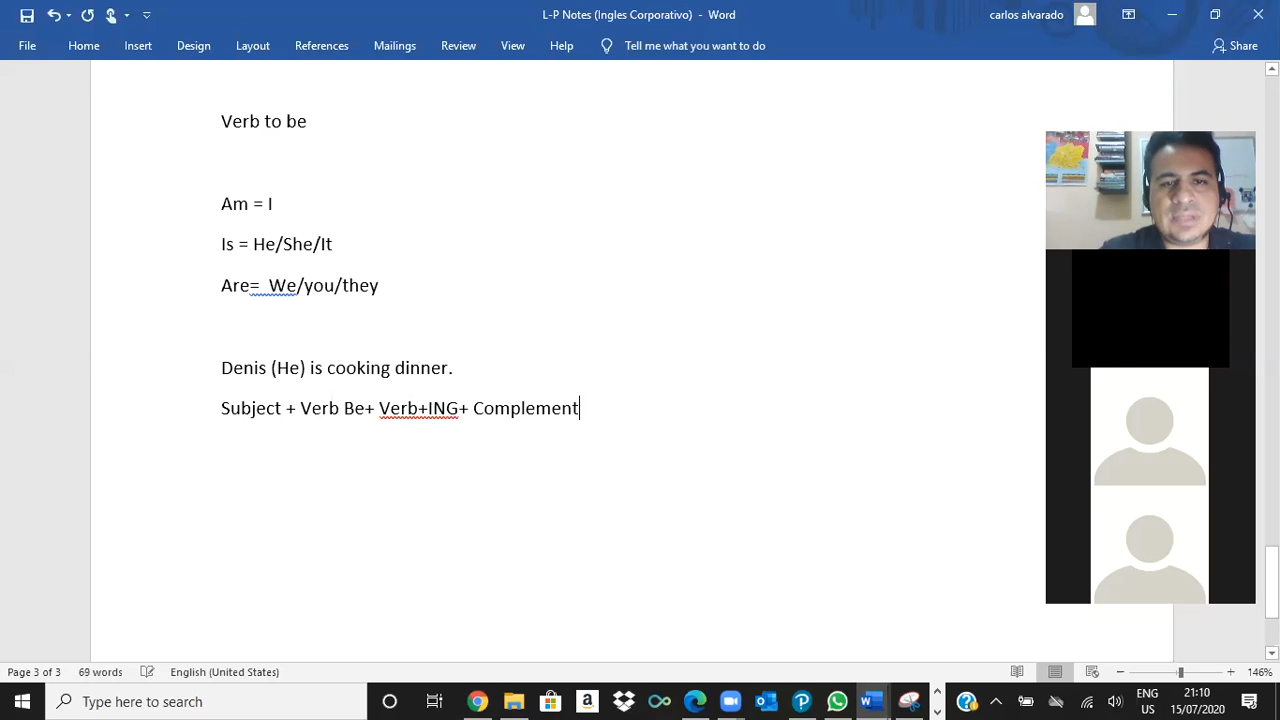 L-P Notes (Ingles Corporativo) - Word
carlos alvarado
File Home Insert Design Layout References Mailings Review View Help Tell me what you want to do Share
Verb to be
Am = I
Is = He/She/It
Are=  We/you/they
Denis (He) is cooking dinner.
Subject + Verb Be+ Verb+ING+ Complement
Page 3 of 3 69 words English (United States) 146%
Type here to search
ENG 21:10
US 15/07/2020